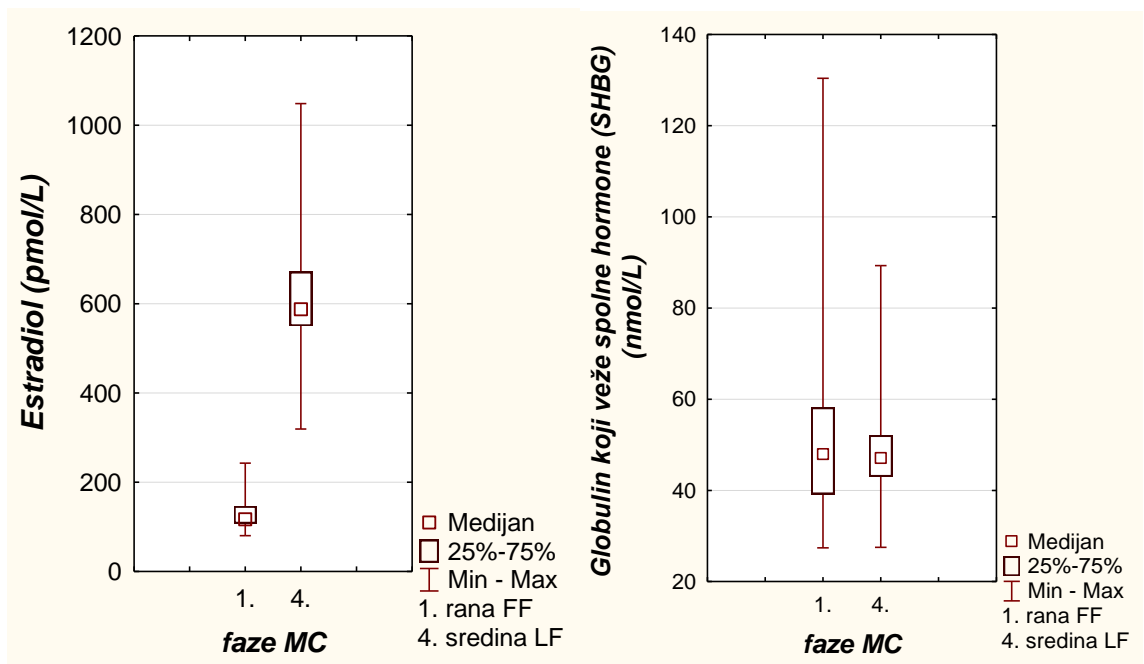 Estradiol (pmol/L)
1200
1000
800
600
400
200
0
1. 4.
faze MC
Medijan
25%-75%
Min - Max
1. rana FF
4. sredina LF
Globulin koji veže spolne hormone (SHBG)
(nmol/L)
140
120
100
80
60
40
20
1. 4.
faze MC
Medijan
25%-75%
Min - Max
1. rana FF
4. sredina LF